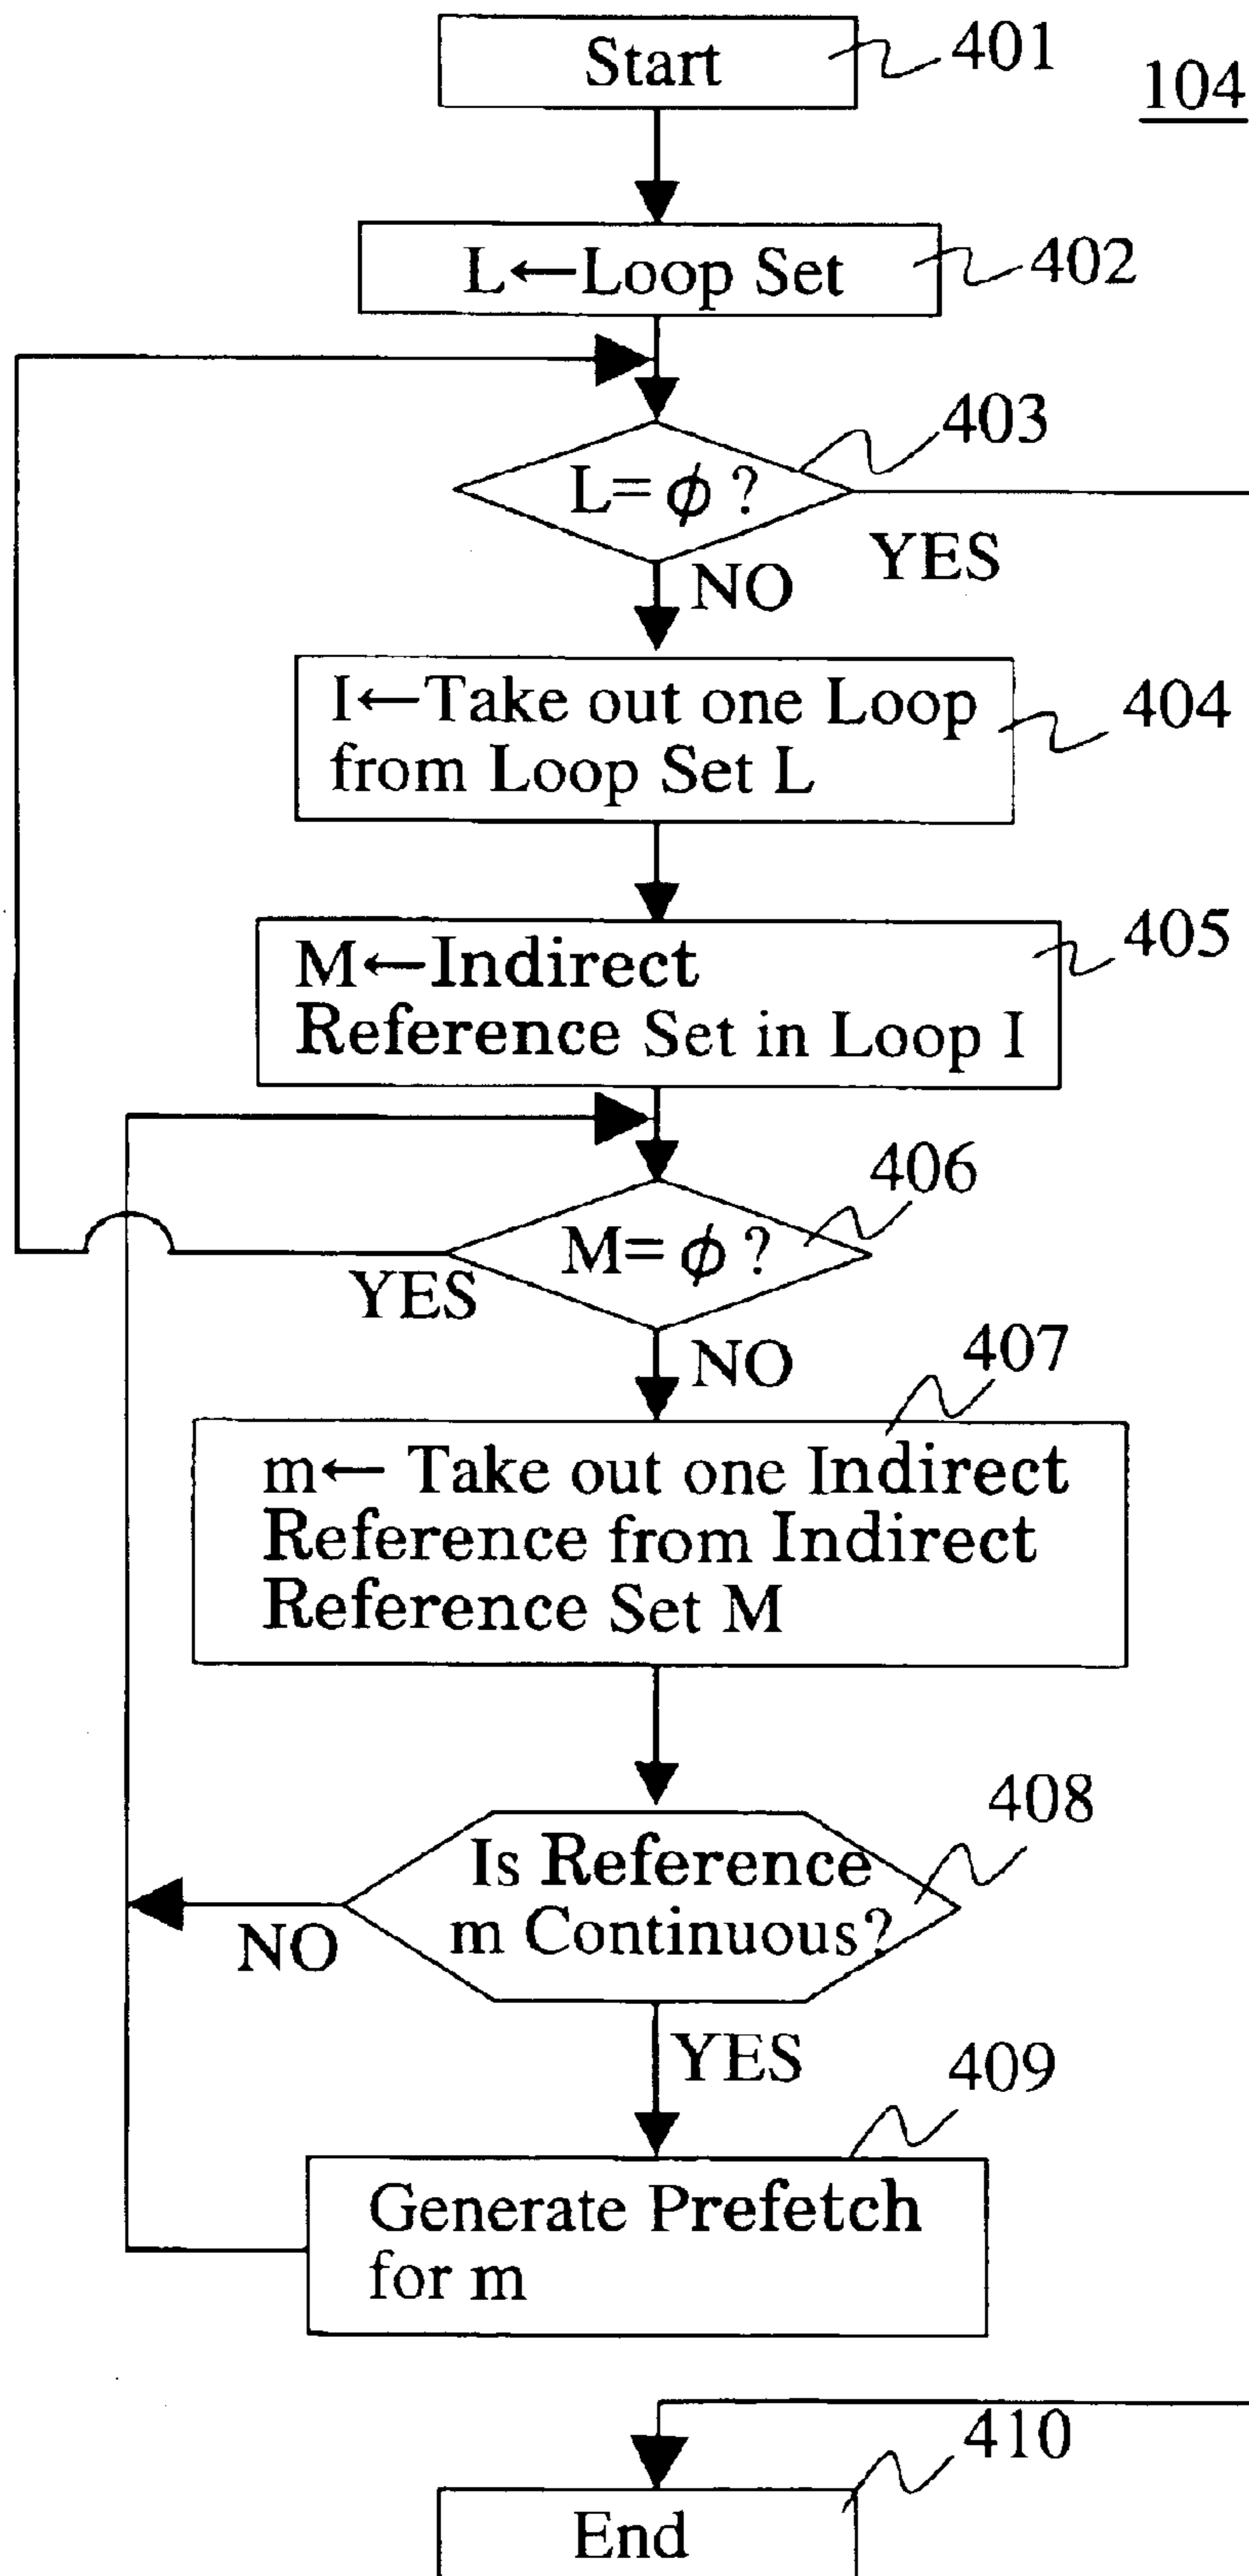 Start
401
104
L←Loop Set
402
403
L=ϕ ?
YES
NO
I←Take out one Loop
from Loop Set L
404
M←Indirect
Reference Set in Loop I
405
406
M=ϕ ?
YES
NO
407
m← Take out one Indirect
Reference from Indirect
Reference Set M
408
Is Reference
m Continuous?
NO
YES
409
Generate Prefetch
for m
410
End